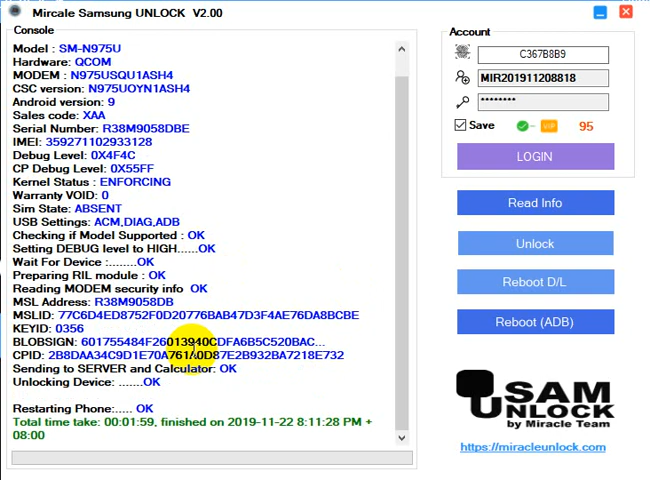 Mircale Samsung UNLOCK V2.00
Console
Model : SM-N975U
Hardware: QCOM
MODEM : N975USQU1ASH4
CSC version: N975UOYN1ASH4
Android version: 9
Sales code: XAA
Serial Number: R38M9058DBE
IMEI: 359271102933128
Debug Level: 0X4F4C
CP Debug Level: 0X55FF
Kernel Status : ENFORCING
Warranty VOID: 0
Sim State: ABSENT
USB Settings: ACM,DIAG,ADB
Checking if Model Supported : OK
Setting DEBUG level to HIGH......OK
Wait For Device :........OK
Preparing RIL module : OK
Reading MODEM security info OK
MSL Address: R38M9058DB
MSLID: 77C6D4ED8752F0D20776BAB47D3F4AE76DA8BCBE
KEYID: 0356
BLOBSIGN: 601755484F26013940CDFA6B5C520BAC...
CPID: 2B8DAA34C9D1E70A761A0D87E2B932BA7218E732
Sending to SERVER and Calculator: OK
Unlocking Device: .......OK
Restarting Phone:..... OK
Total time take: 00:01:59, finished on 2019-11-22 8:11:28 PM +
08:00
Account
C367B8B9
MIR201911208818
********
Save
VIP
95
LOGIN
Read Info
Unlock
Reboot D/L
Reboot (ADB)
USAM
UNLOCK
by Miracle Team
https://miracleunlock.com